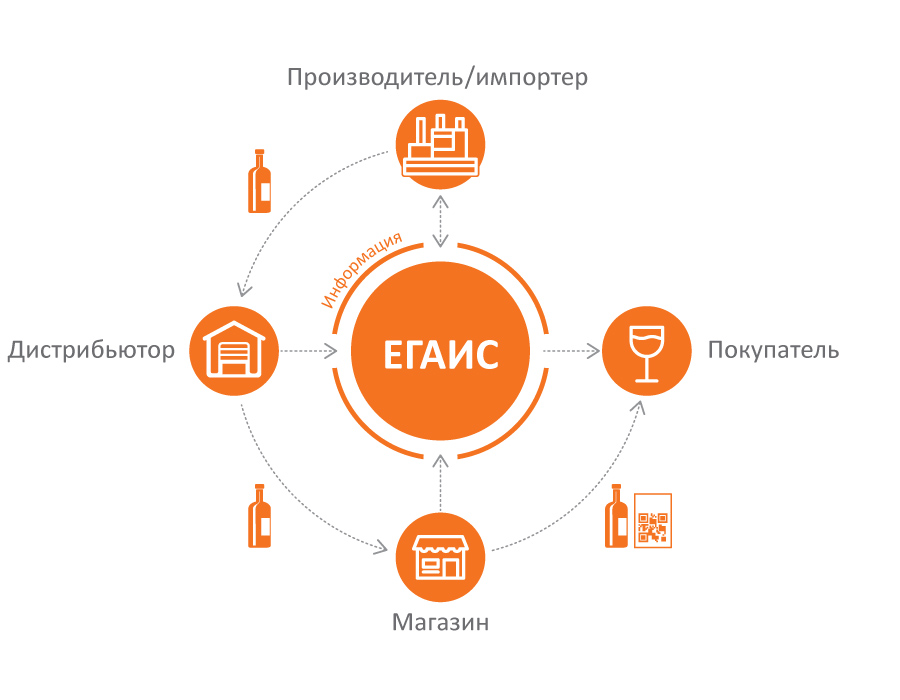 Производитель/импортер
Информация
Дистрибьютор
ЕГАИС
Покупатель
Магазин